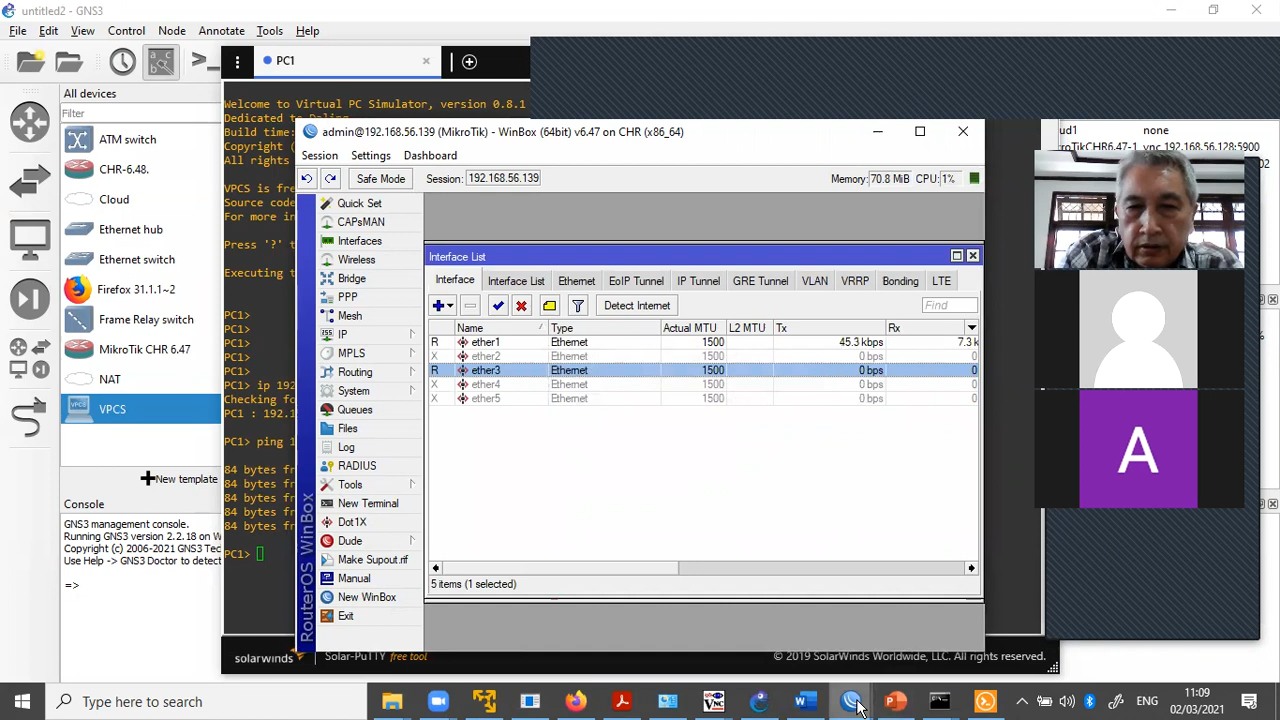 untitled2 - GNS3
File Edit View Control Node Annotate Tools Help
All devices
Filter
ATM switch
CHR-6.48.
Cloud
Ethernet hub
Ethernet switch
Firefox 31.1.1~2
Frame Relay switch
MikroTik CHR 6.47
NAT
VPCS
New template
Console
GNS3 management console.
Running GNS3 version 2.2.18 on W
Copyright (c) 2006-2021 GNS3 Tech
Use Help -> GNS3 Doctor to detect
=>
PC1
Welcome to Virtual PC Simulator, version 0.8.1
Dedicated to
Build time:
Copyright (
All rights
VPCS is fre
Source code
For more in
Press '?' t
Executing t
PC1>
PC1>
PC1>
PC1>
PC1> ip 192
Checking fo
PC1 : 192.1
PC1> ping 1
84 bytes fr
84 bytes fr
84 bytes fr
84 bytes fr
84 bytes fr
PC1>
admin@192.168.56.139 (MikroTik) - WinBox (64bit) v6.47 on CHR (x86_64)
Session Settings Dashboard
Safe Mode Session: 192.168.56.139 Memory: 70.8 MiB CPU: 1%
Quick Set
CAPsMAN
Interfaces
Wireless
Bridge
PPP
Mesh
IP
MPLS
Routing
System
Queues
Files
Log
RADIUS
Tools
New Terminal
Dot1X
Dude
Make Supout.rif
Manual
New WinBox
Exit
RouterOS WinBox
Interface List
Interface Interface List Ethernet EoIP Tunnel IP Tunnel GRE Tunnel VLAN VRRP Bonding LTE
Detect Internet Find
Name Type Actual MTU L2 MTU Tx Rx
R ether1 Ethernet 1500 45.3 kbps 7.3 k
X ether2 Ethernet 1500 0 bps 0
R ether3 Ethernet 1500 0 bps 0
X ether4 Ethernet 1500 0 bps 0
X ether5 Ethernet 1500 0 bps 0
5 items (1 selected)
solarwinds Solar-PuTTY free tool © 2019 SolarWinds Worldwide, LLC. All rights reserved.
ud1 none
roTikCHR6.47-1 vnc 192.168.56.128:5900
A
Type here to search
ENG
11:09
02/03/2021